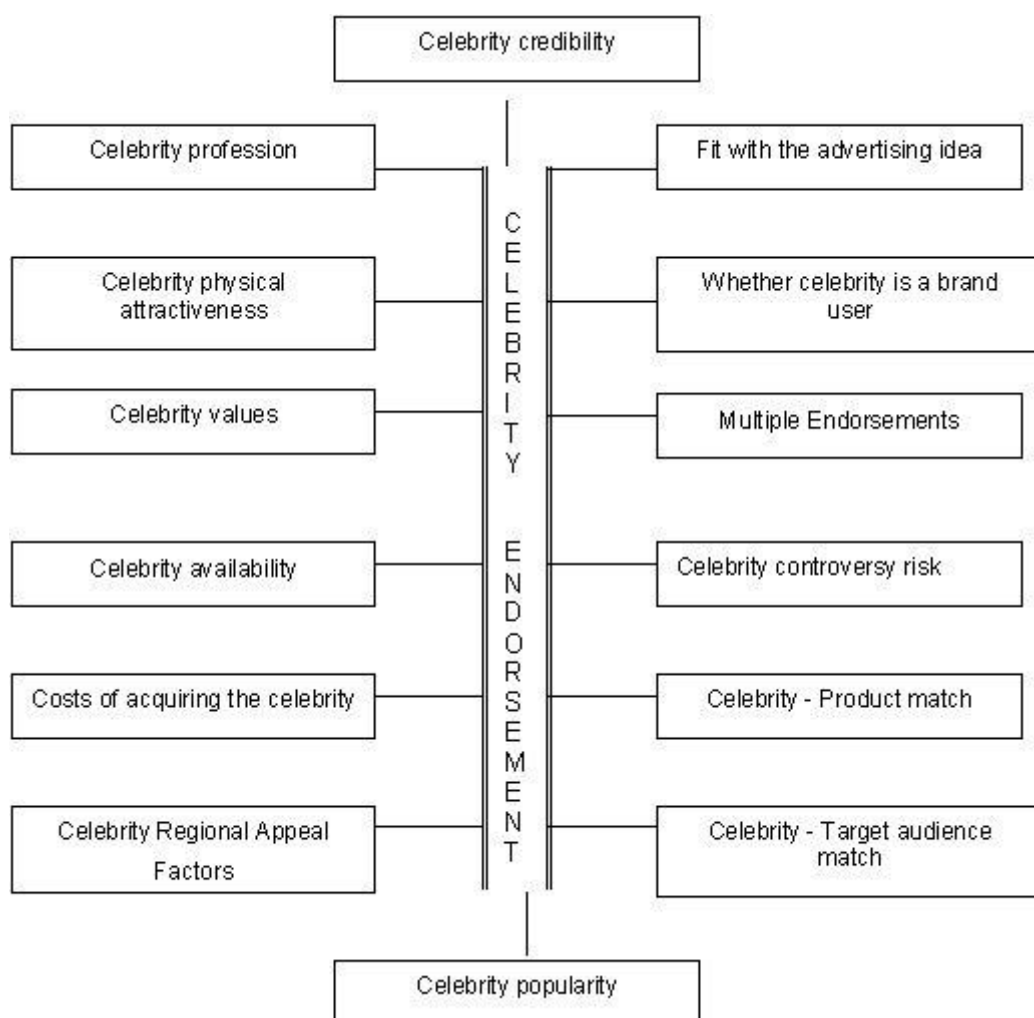 Celebrity credibility
Celebrity profession
Fit with the advertising idea
Celebrity physical
attractiveness
Whether celebrity is a brand
user
Celebrity values
Multiple Endorsements
Celebrity availability
Celebrity controversy risk
Costs of acquiring the celebrity
Celebrity - Product match
Celebrity Regional Appeal
Factors
Celebrity - Target audience
match
CELEBRITY ENDORSEMENT
Celebrity popularity